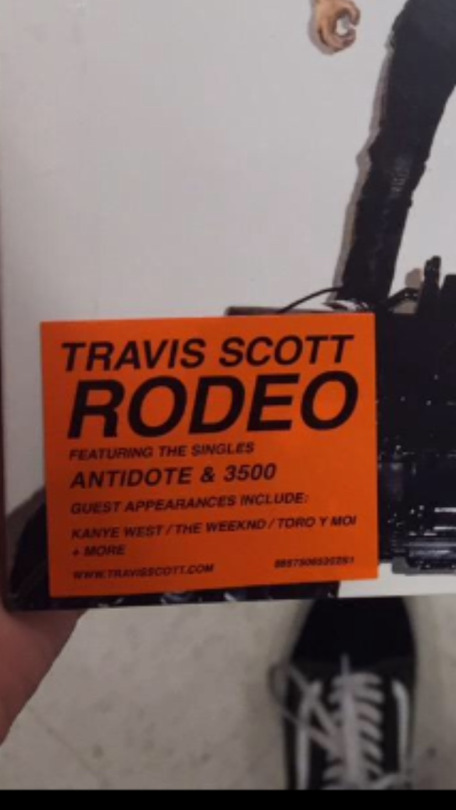 TRAVIS SCOTT
RODEO
FEATURING THE SINGLES
ANTIDOTE & 3500
GUEST APPEARANCES INCLUDE:
KANYE WEST / THE WEEKND / TORO Y MOI
+ MORE
WWW.TRAVISSCOTT.COM